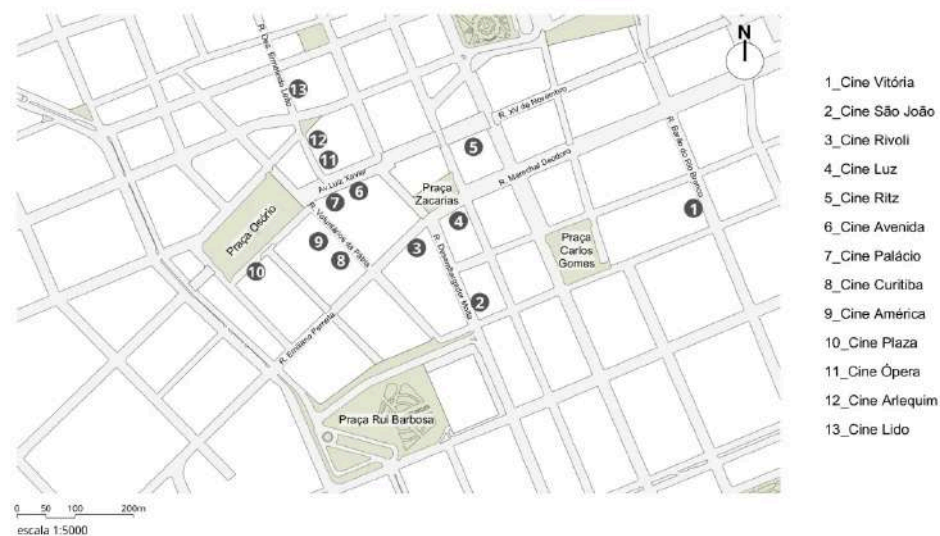 N
R. Des. Ermelindo Leão
13
12
11
Av. Luiz Xavier
6
7
R. Voluntários da Pátria
9
8
10
Praça Osório
R. XV de Novembro
5
R. Marechal Deodoro
Praça
Zacarias
4
3
R. Desembargador Motta
2
R. Barão do Rio Branco
1
Praça
Carlos
Gomes
R. Emiliano Perneta
Praça Rui Barbosa
0 50 100 200m
escala 1:5000
1_Cine Vitória
2_Cine São João
3_Cine Rivoli
4_Cine Luz
5_Cine Ritz
6_Cine Avenida
7_Cine Palácio
8_Cine Curitiba
9_Cine América
10_Cine Plaza
11_Cine Ópera
12_Cine Arlequim
13_Cine Lido